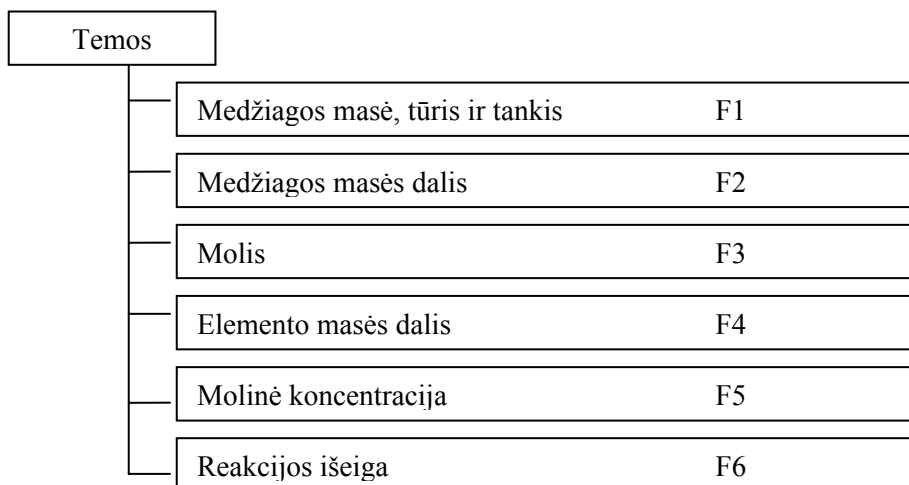 Temos
Medžiagos masė, tūris ir tankis F1
Medžiagos masės dalis F2
Molis F3
Elemento masės dalis F4
Molinė koncentracija F5
Reakcijos išeiga F6